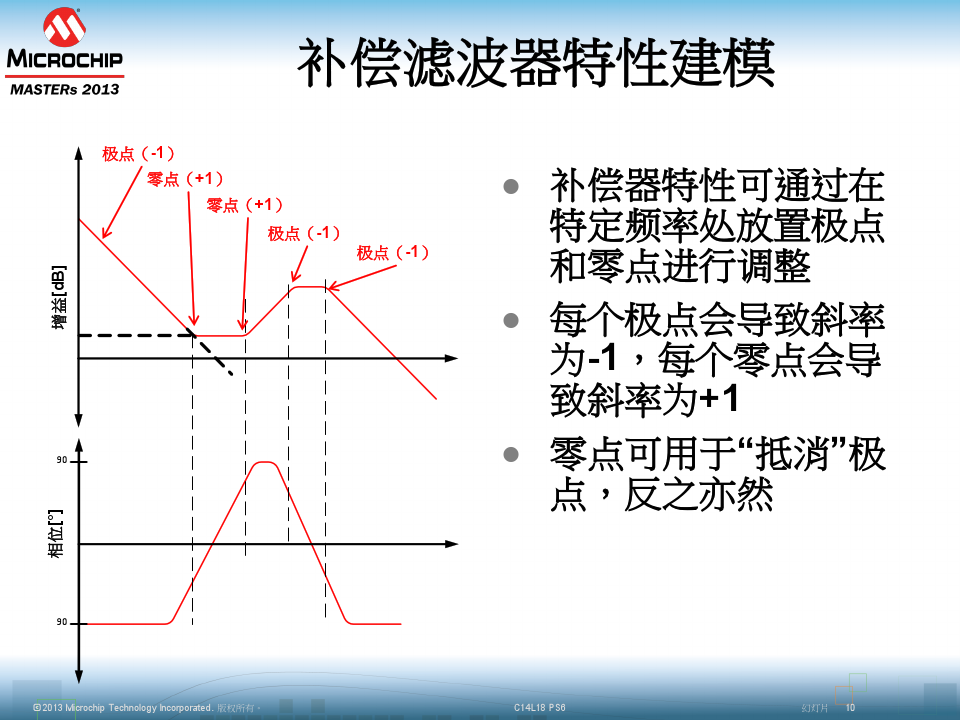 MICROCHIP
MASTERs 2013
补偿滤波器特性建模
极点（-1）
零点（+1）
零点（+1）
极点（-1）
极点（-1）
增益[dB]
90
相位[°]
90
● 补偿器特性可通过在
特定频率处放置极点
和零点进行调整
● 每个极点会导致斜率
为-1，每个零点会导
致斜率为+1
● 零点可用于“抵消”极
点，反之亦然
©2013 Microchip Technology Incorporated. 版权所有。
C14L18 PS6
幻灯片 10